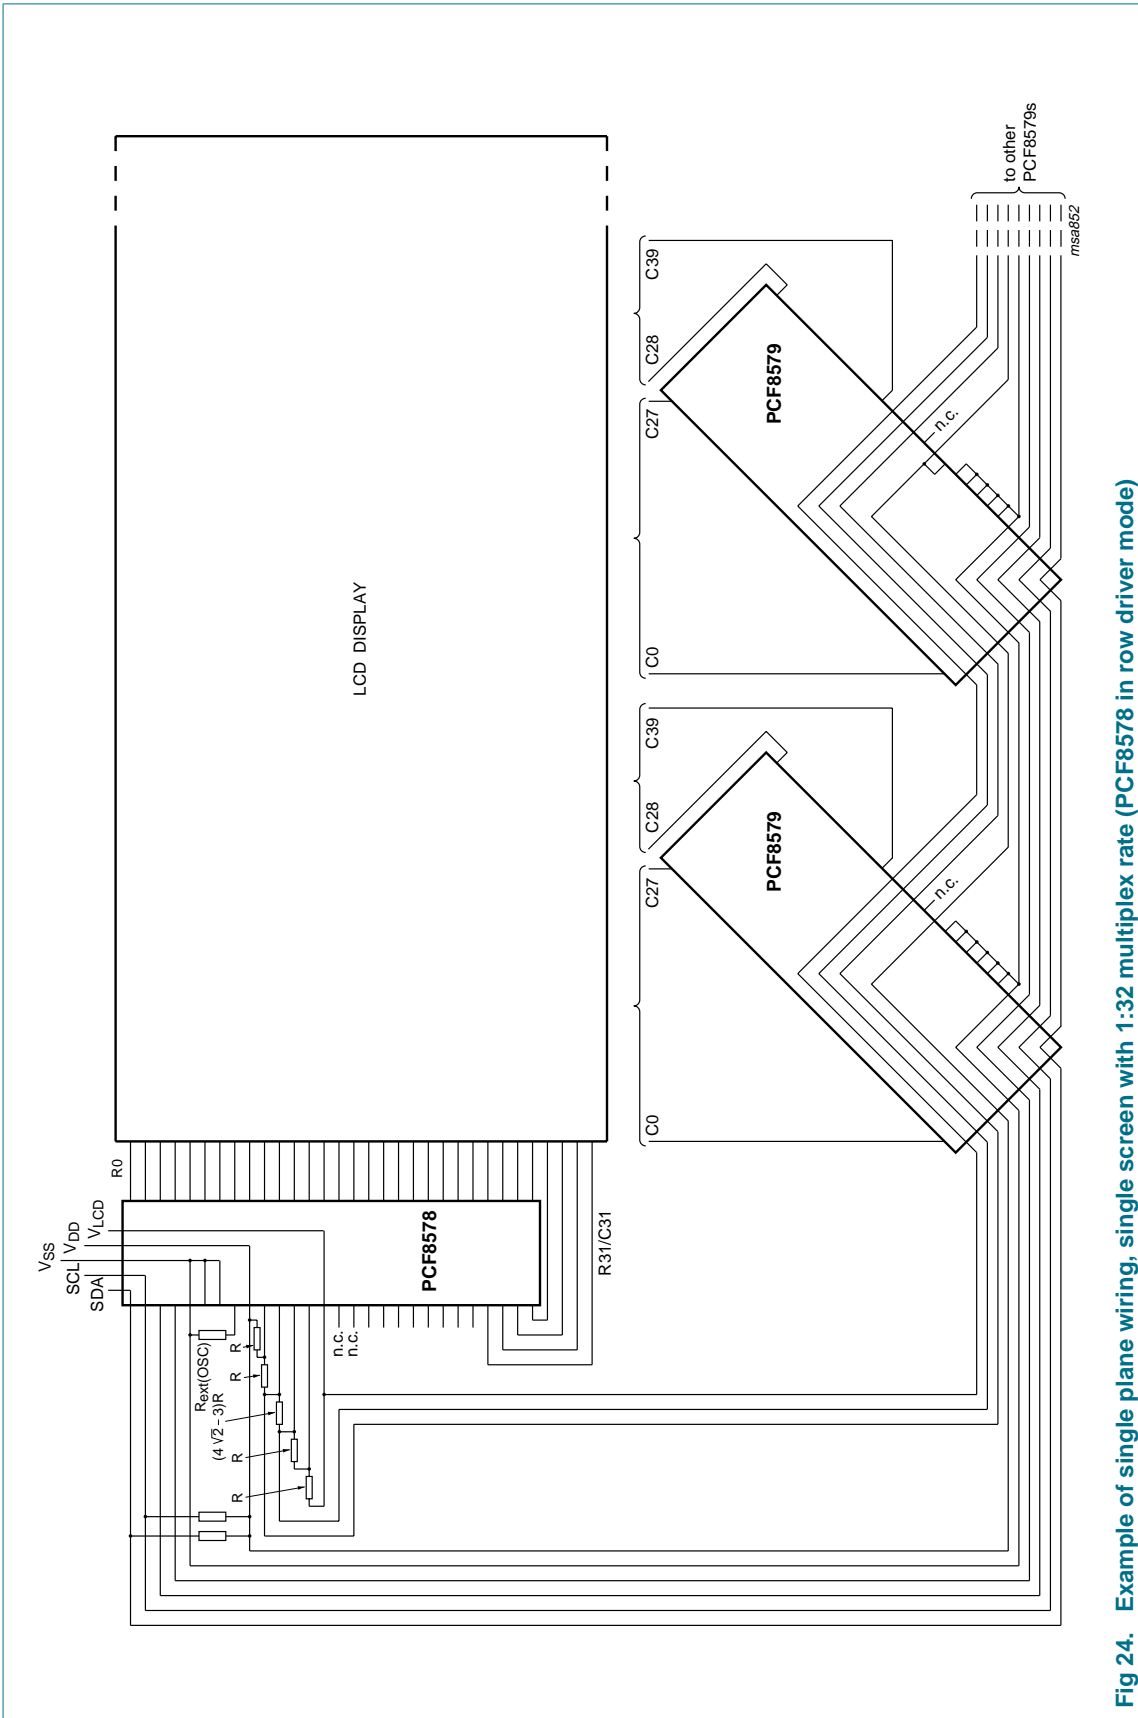 VSS
SCL VDD
SDA VLCD
R0
PCF8578
R31/C31
n.c.
n.c.
Rext(OSC)
R
R
(4 √2 - 3)R
R
R
LCD DISPLAY
C0
C27
C28
C39
C0
C27
C28
C39
PCF8579
PCF8579
n.c.
n.c.
to other
PCF8579s
msa852
Fig 24. Example of single plane wiring, single screen with 1:32 multiplex rate (PCF8578 in row driver mode)